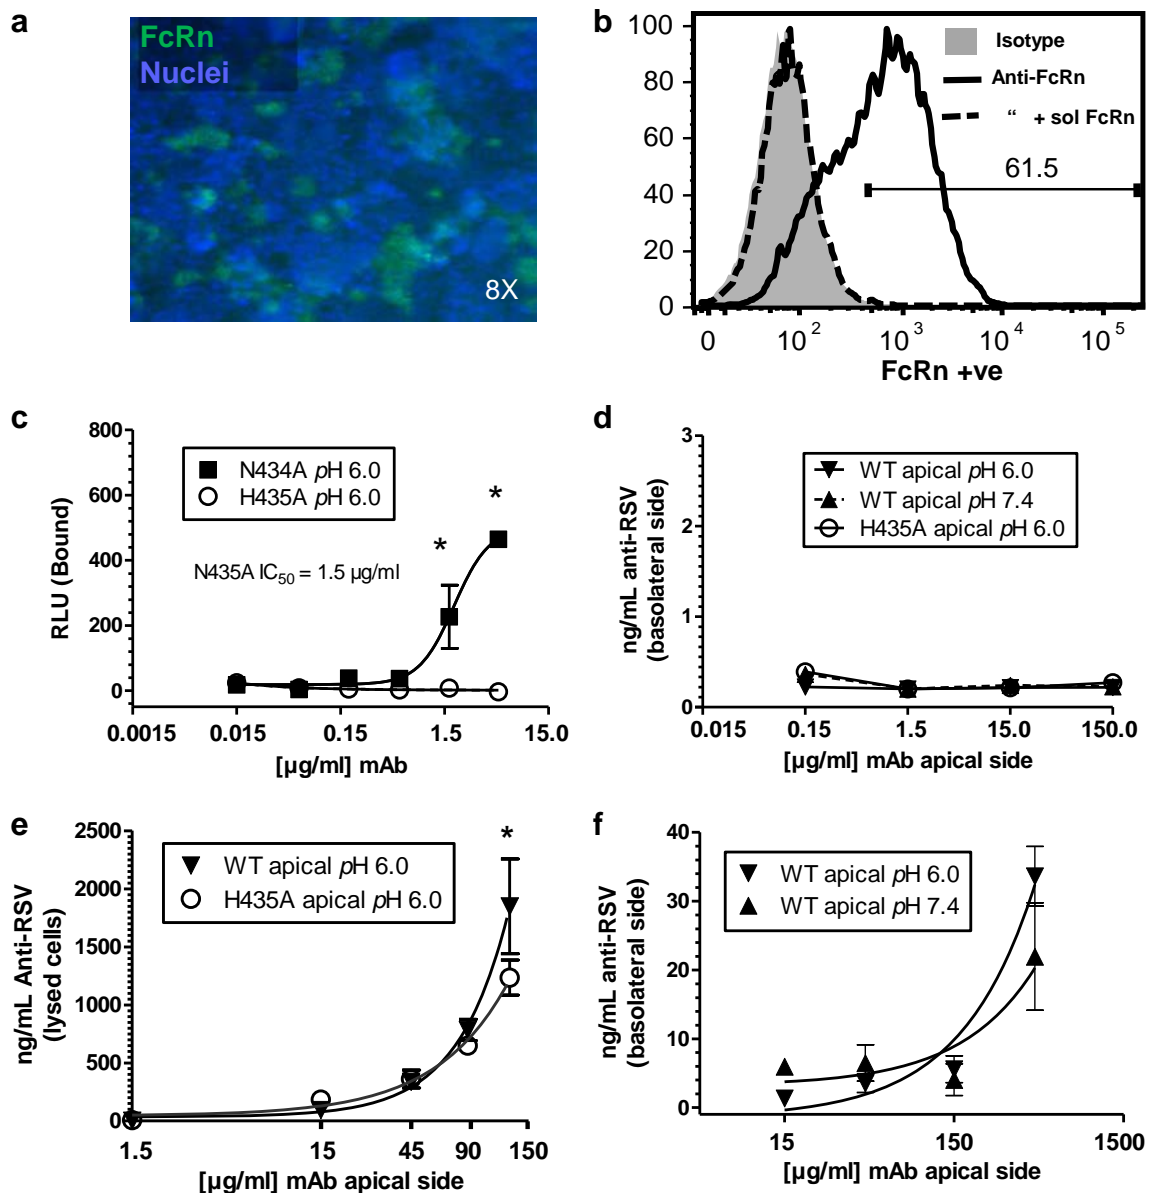 a
FcRn
Nuclei
8X
b
100
80
60
40
20
0
Isotype
Anti-FcRn
“ + sol FcRn
61.5
0 10² 10³ 10⁴ 10⁵
FcRn +ve
c
800
600
400
200
0
RLU (Bound)
N434A pH 6.0
H435A pH 6.0
*
*
N435A IC₅₀ = 1.5 µg/ml
0.0015 0.015 0.15 1.5 15.0
[µg/ml] mAb
d
3
2
1
0
ng/mL anti-RSV
(basolateral side)
WT apical pH 6.0
WT apical pH 7.4
H435A apical pH 6.0
0.015 0.15 1.5 15.0 150.0
[µg/ml] mAb apical side
e
2500
2000
1500
1000
500
0
ng/mL Anti-RSV
(lysed cells)
WT apical pH 6.0
H435A apical pH 6.0
*
1.5 15 45 90 150
[µg/ml] mAb apical side
f
40
30
20
10
0
ng/mL anti-RSV
(basolateral side)
WT apical pH 6.0
WT apical pH 7.4
15 150 1500
[µg/ml] mAb apical side